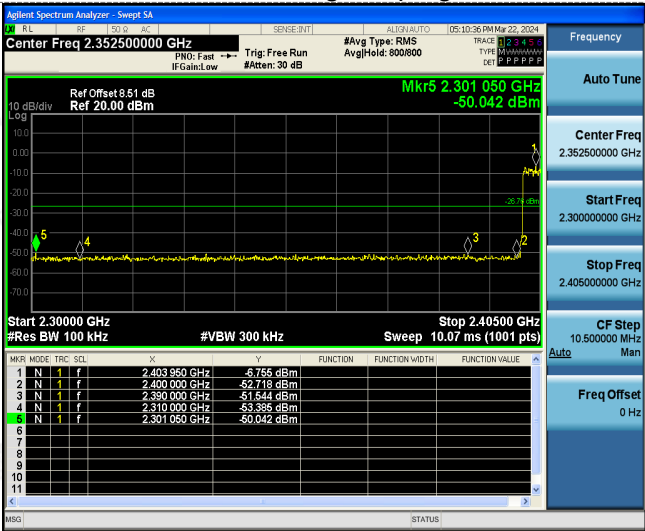 Agilent Spectrum Analyzer - Swept SA
RL RF 50 Ω AC SENSE:INT ALIGNAUTO 05:10:36 PM Mar 22, 2024
Center Freq 2.352500000 GHz
PNO: Fast
IFGain:Low
Trig: Free Run
#Atten: 30 dB
#Avg Type: RMS
Avg|Hold: 800/800
TRACE 1 2 3 4 5 6
TYPE M
DET P P P P P P
Mkr5 2.301 050 GHz
-50.042 dBm
Ref Offset 8.51 dB
10 dB/div Ref 20.00 dBm
Log
10.0
0.00
-10.0
-20.0
-30.0
-40.0
-50.0
-60.0
-70.0
1
2
3
4
5
Start 2.30000 GHz Stop 2.40500 GHz
#Res BW 100 kHz #VBW 300 kHz Sweep 10.07 ms (1001 pts)
MKR MODE TRC SCL X Y FUNCTION FUNCTION WIDTH FUNCTION VALUE
1 N 1 f 2.403 950 GHz -6.755 dBm
2 N 1 f 2.400 000 GHz -52.718 dBm
3 N 1 f 2.390 000 GHz -51.544 dBm
4 N 1 f 2.310 000 GHz -53.385 dBm
5 N 1 f 2.301 050 GHz -50.042 dBm
6
7
8
9
10
11
MSG STATUS
Frequency
Auto Tune
Center Freq
2.352500000 GHz
Start Freq
2.300000000 GHz
Stop Freq
2.405000000 GHz
CF Step
10.500000 MHz
Auto Man
Freq Offset
0 Hz